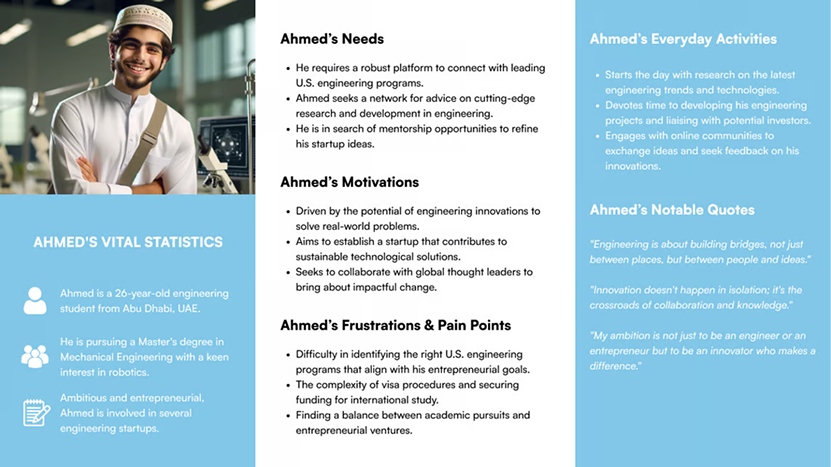 AHMED'S VITAL STATISTICS
Ahmed is a 26-year-old engineering
student from Abu Dhabi, UAE.
He is pursuing a Master's degree in
Mechanical Engineering with a keen
interest in robotics.
Ambitious and entrepreneurial,
Ahmed is involved in several
engineering startups.
Ahmed's Needs
• He requires a robust platform to connect with leading
U.S. engineering programs.
• Ahmed seeks a network for advice on cutting-edge
research and development in engineering.
• He is in search of mentorship opportunities to refine
his startup ideas.
Ahmed's Motivations
• Driven by the potential of engineering innovations to
solve real-world problems.
• Aims to establish a startup that contributes to
sustainable technological solutions.
• Seeks to collaborate with global thought leaders to
bring about impactful change.
Ahmed's Frustrations & Pain Points
• Difficulty in identifying the right U.S. engineering
programs that align with his entrepreneurial goals.
• The complexity of visa procedures and securing
funding for international study.
• Finding a balance between academic pursuits and
entrepreneurial ventures.
Ahmed's Everyday Activities
• Starts the day with research on the latest
engineering trends and technologies.
• Devotes time to developing his engineering
projects and liaising with potential investors.
• Engages with online communities to
exchange ideas and seek feedback on his
innovations.
Ahmed's Notable Quotes
"Engineering is about building bridges, not just
between places, but between people and ideas."
"Innovation doesn't happen in isolation; it's the
crossroads of collaboration and knowledge."
"My ambition is not just to be an engineer or an
entrepreneur but to be an innovator who makes a
difference."